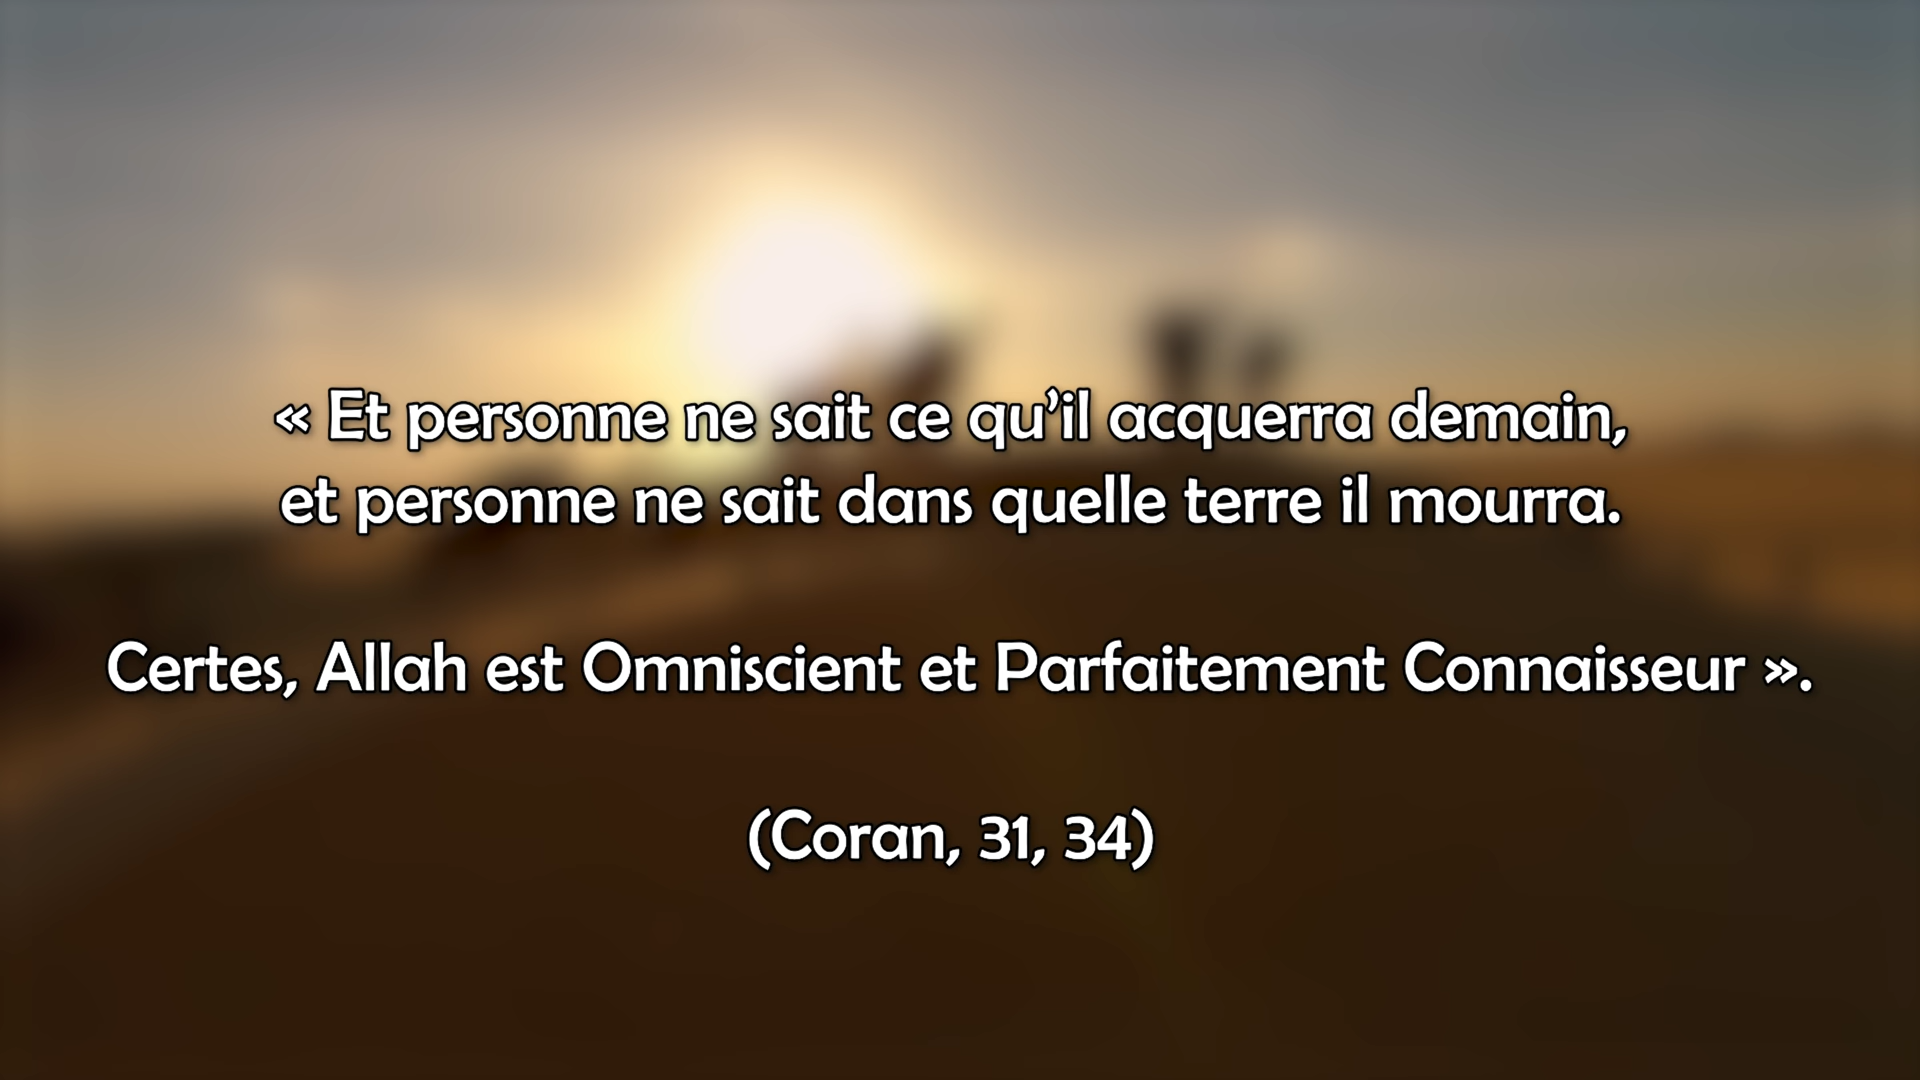 « Et personne ne sait ce qu’il acquerra demain,
et personne ne sait dans quelle terre il mourra.
Certes, Allah est Omniscient et Parfaitement Connaisseur ».
(Coran, 31, 34)